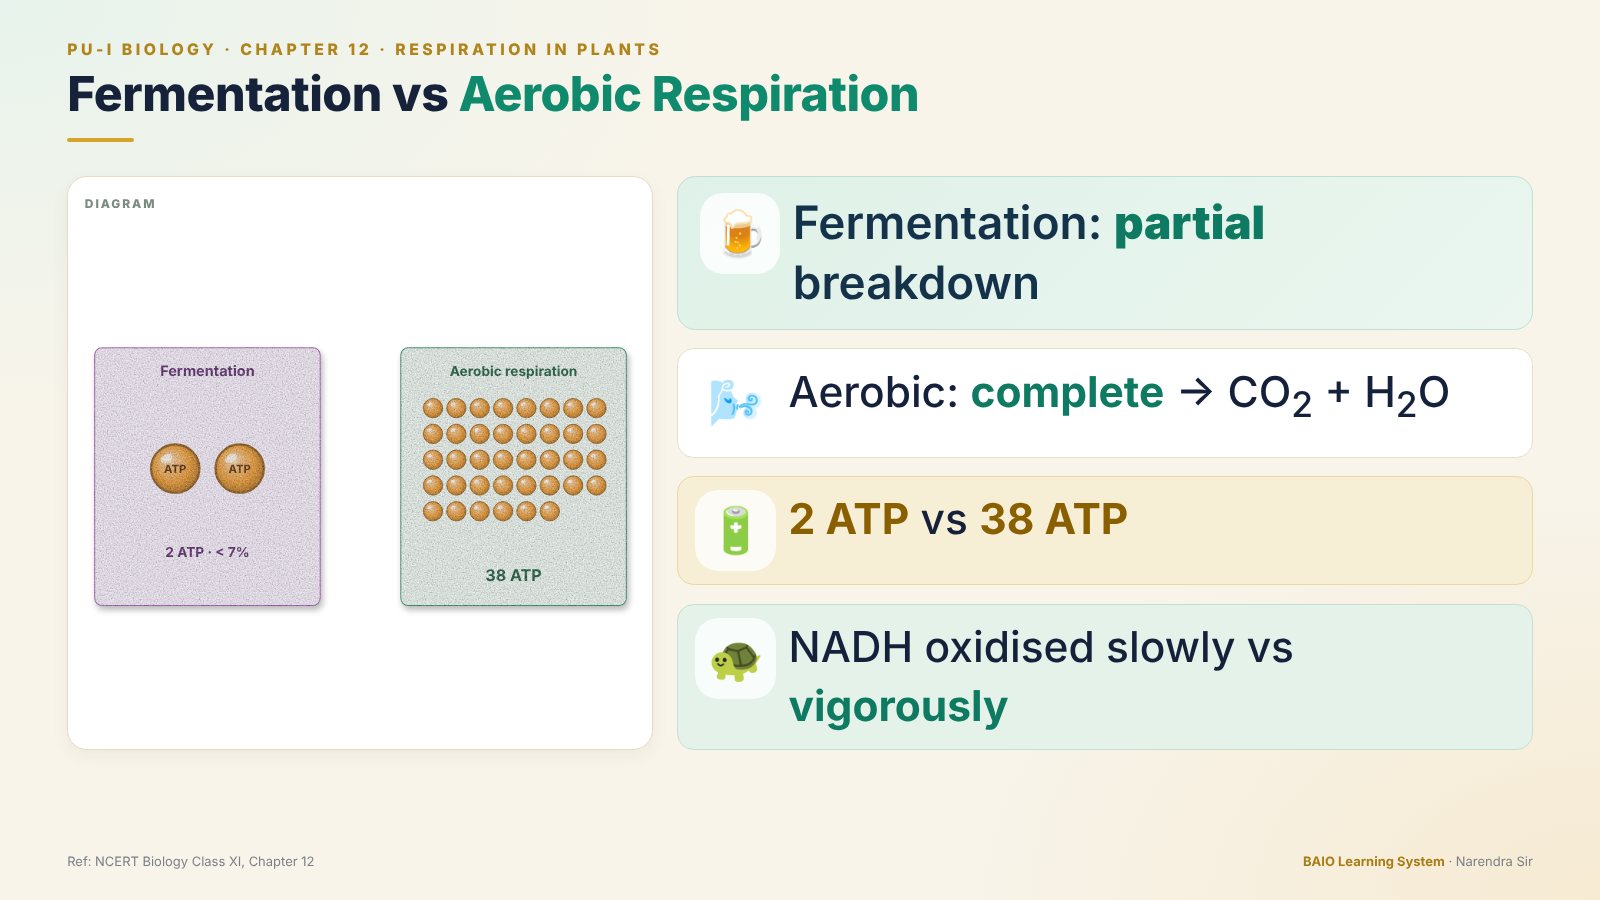 PU-I BIOLOGY · CHAPTER 12 · RESPIRATION IN PLANTS
Fermentation vs Aerobic Respiration
DIAGRAM
Fermentation
ATP ATP
2 ATP · < 7%
Aerobic respiration
38 ATP
Fermentation: partial
breakdown
Aerobic: complete → CO₂ + H₂O
2 ATP vs 38 ATP
NADH oxidised slowly vs
vigorously
Ref: NCERT Biology Class XI, Chapter 12
BAIO Learning System · Narendra Sir